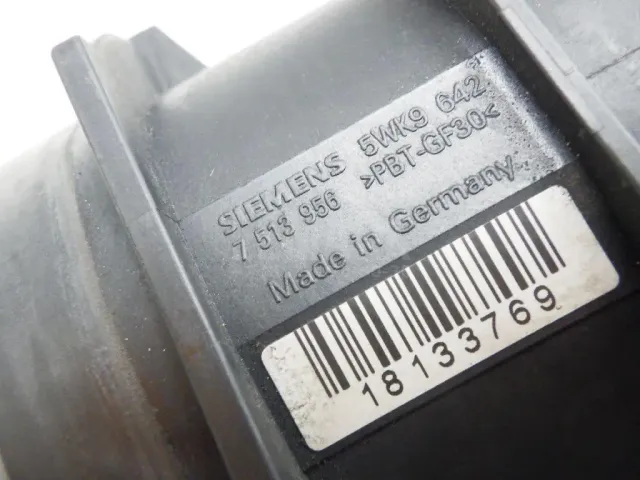 SIEMENS 5WK9 642
7 513 956 >PBT-GF30<
Made in Germany
18133769